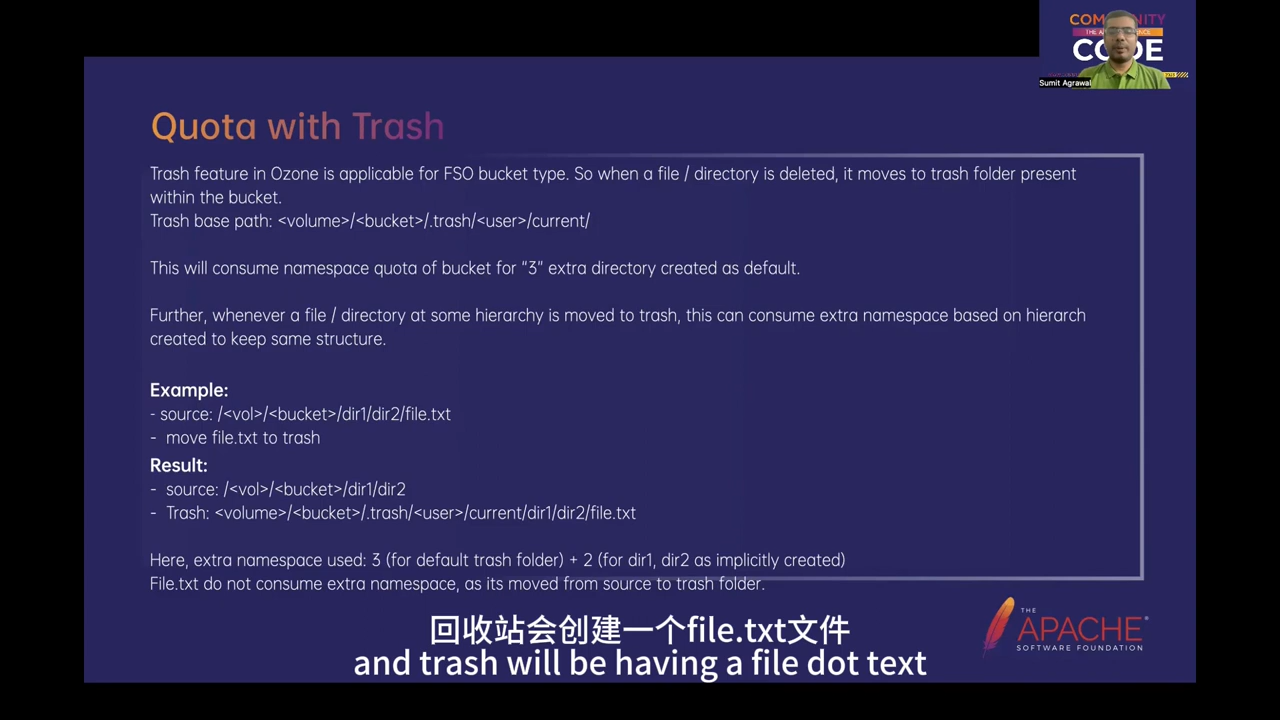 COMMUNITY
CODE
Sumit Agrawal
Quota with Trash
Trash feature in Ozone is applicable for FSO bucket type. So when a file / directory is deleted, it moves to trash folder present
within the bucket.
Trash base path: <volume>/<bucket>/.trash/<user>/current/
This will consume namespace quota of bucket for "3" extra directory created as default.
Further, whenever a file / directory at some hierarchy is moved to trash, this can consume extra namespace based on hierarch
created to keep same structure.
Example:
- source: /<vol>/<bucket>/dir1/dir2/file.txt
- move file.txt to trash
Result:
- source: /<vol>/<bucket>/dir1/dir2
- Trash: <volume>/<bucket>/.trash/<user>/current/dir1/dir2/file.txt
Here, extra namespace used: 3 (for default trash folder) + 2 (for dir1, dir2 as implicitly created)
File.txt do not consume extra namespace, as its moved from source to trash folder.
THE
APACHE®
SOFTWARE FOUNDATION
回收站会创建一个file.txt文件
and trash will be having a file dot text